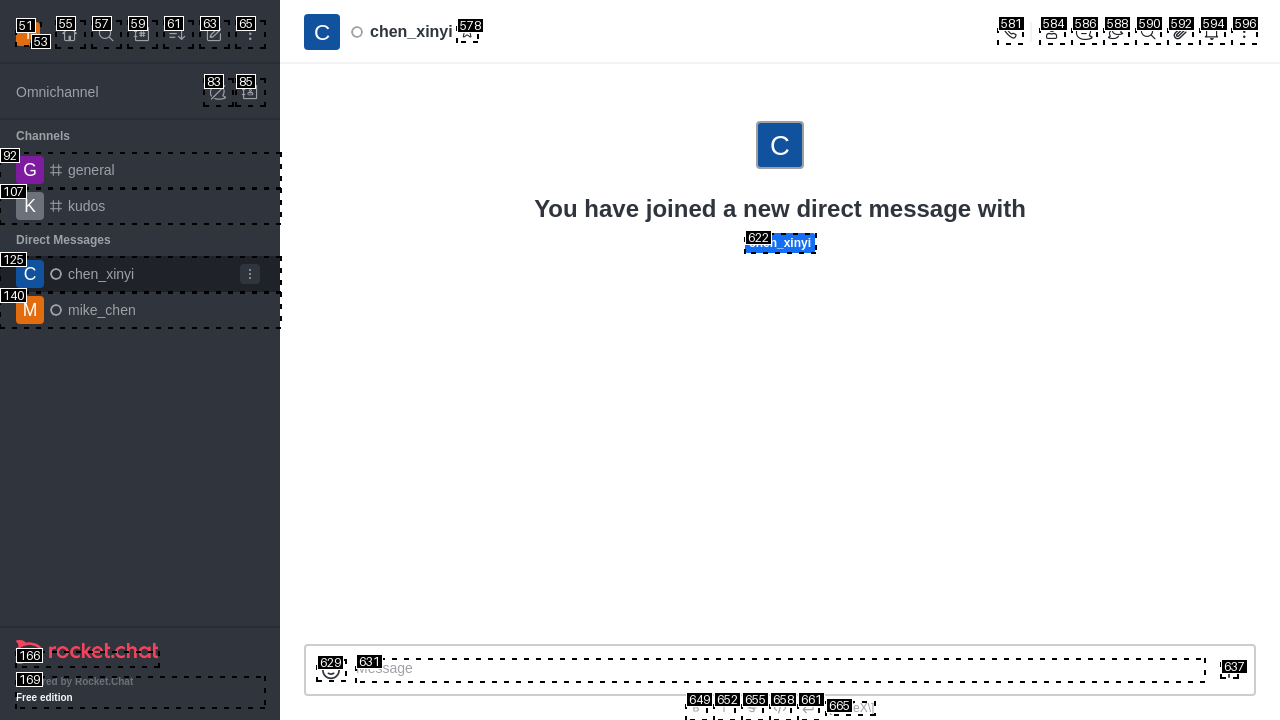 51
53
55
57
59
61
63
65
C
chen_xinyi
578
581
584
586
588
590
592
594
596
Omnichannel
83
85
Channels
92
G
general
107
K
kudos
Direct Messages
125
C
chen_xinyi
140
M
mike_chen
C
You have joined a new direct message with
622
chen_xinyi
166
rocket.chat
169
Powered by Rocket.Chat
Free edition
629
631
Message
637
649
652
655
658
661
665